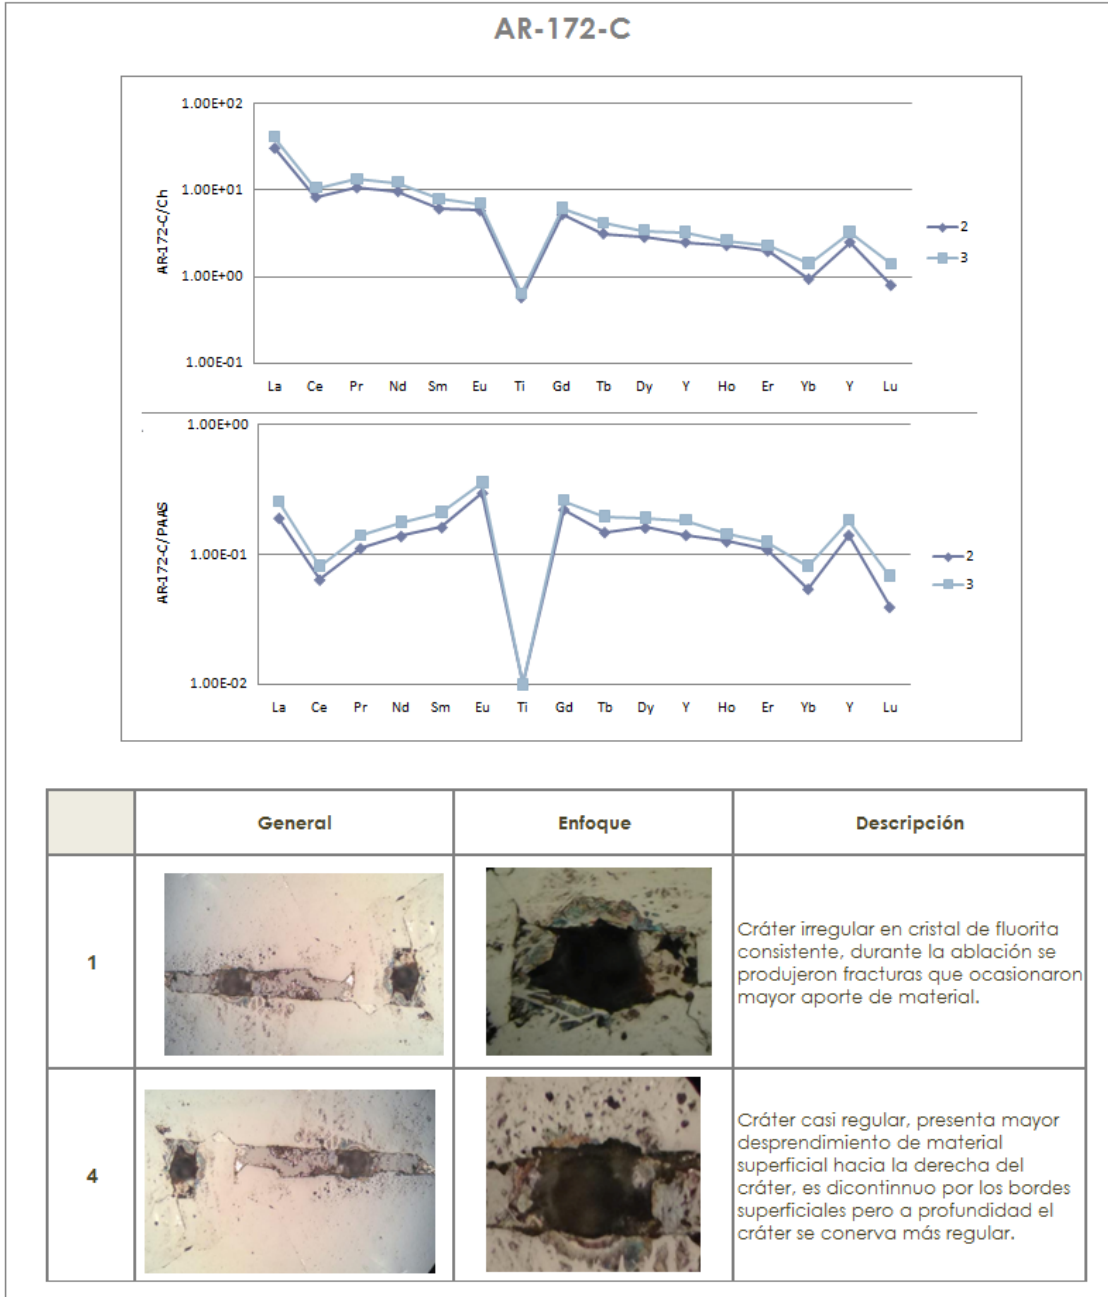 AR-172-C
AR-172-C/Ch
1.00E+02
1.00E+01
1.00E+00
1.00E-01
La Ce Pr Nd Sm Eu Ti Gd Tb Dy Y Ho Er Yb Y Lu
2
3
AR-172-C/PAAS
1.00E+00
1.00E-01
1.00E-02
La Ce Pr Nd Sm Eu Ti Gd Tb Dy Y Ho Er Yb Y Lu
2
3
General Enfoque Descripción
1
Cráter irregular en cristal de fluorita
consistente, durante la ablación se
produjeron fracturas que ocasionaron
mayor aporte de material.
4
Cráter casi regular, presenta mayor
desprendimiento de material
superficial hacia la derecha del
cráter, es dicontinnuo por los bordes
superficiales pero a profundidad el
cráter se conerva más regular.